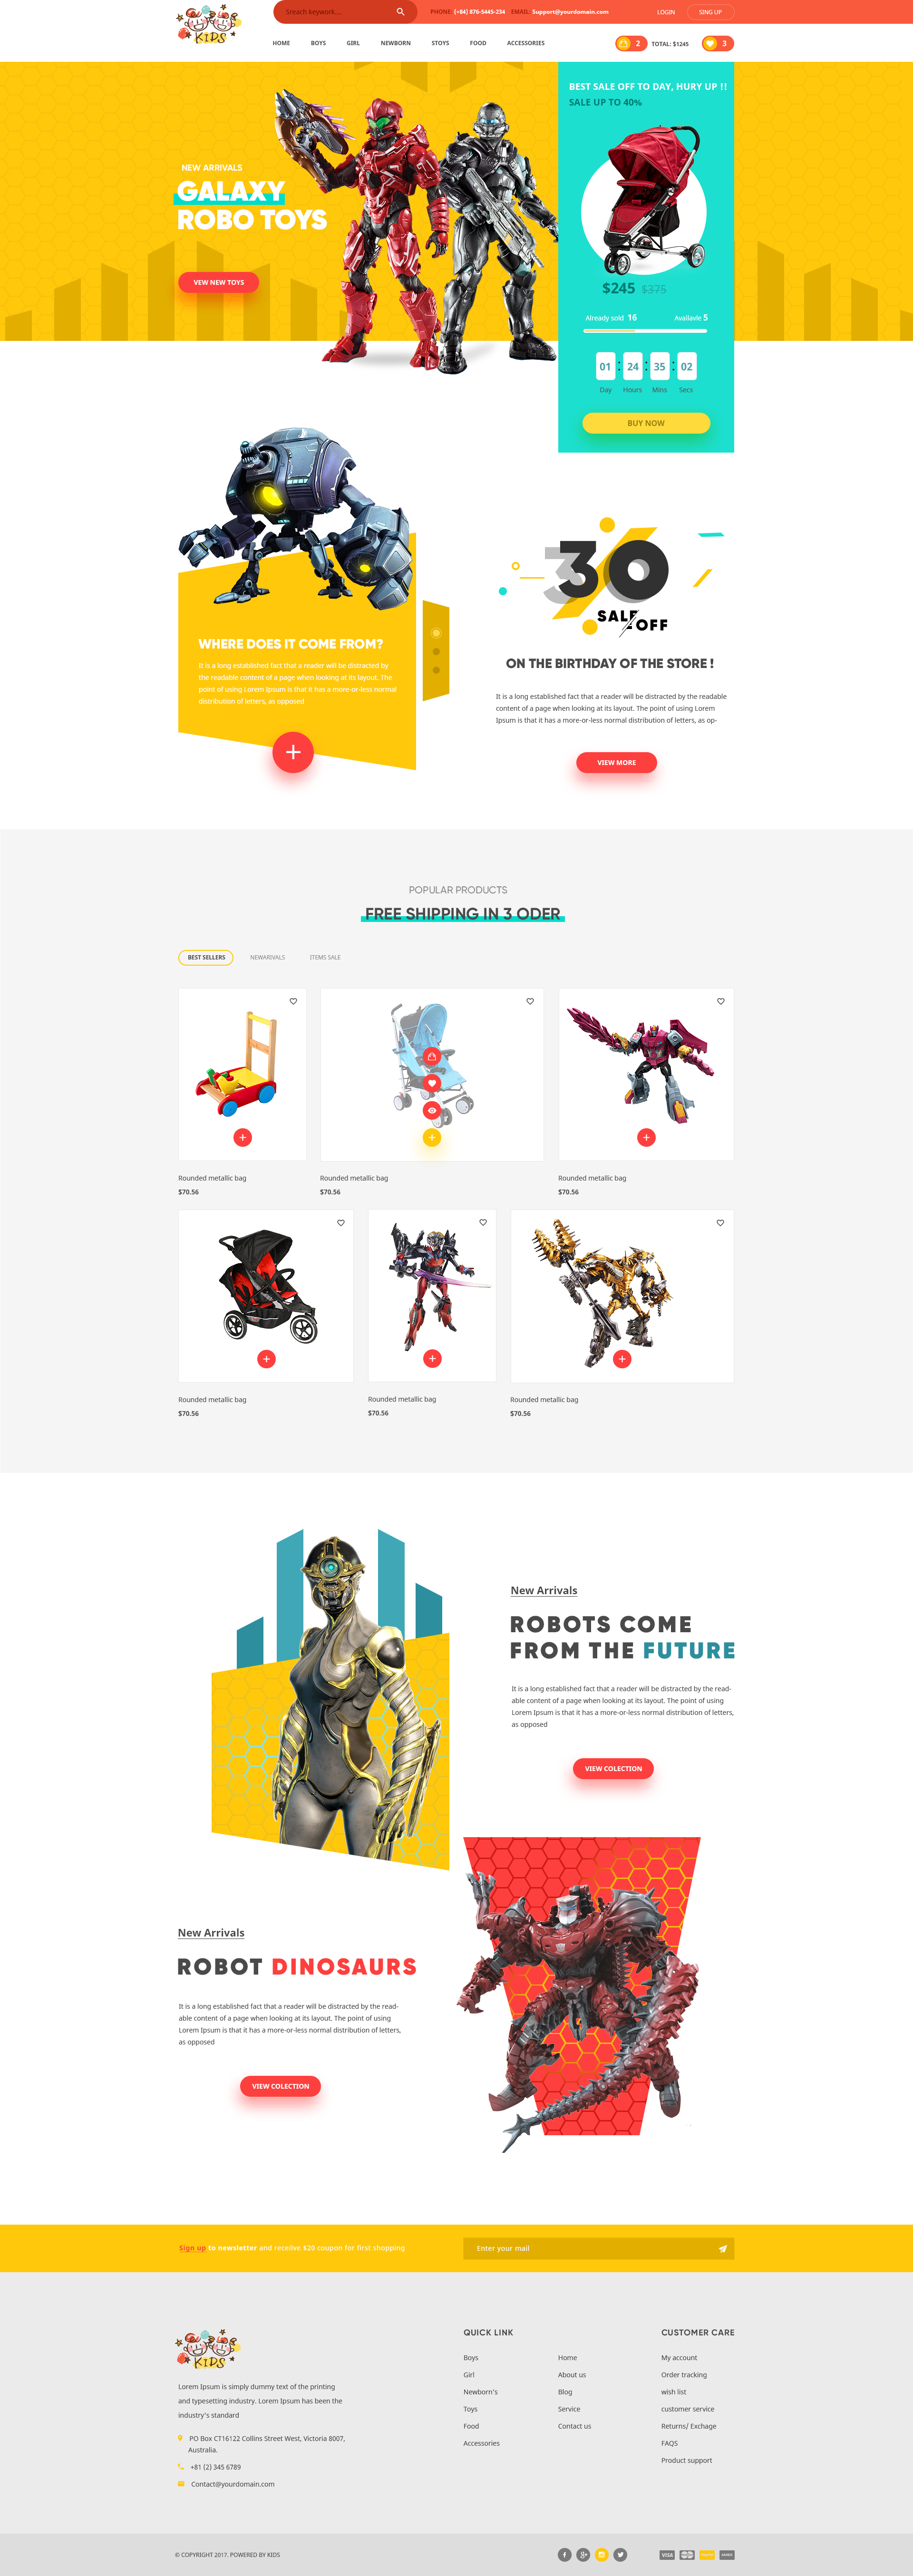 KIDS
Sreach keywork...
PHONE: (+84) 876-5445-234 EMAIL: Support@yourdomain.com
LOGIN
SING UP
HOME
BOYS
GIRL
NEWBORN
STOYS
FOOD
ACCESSORIES
2
TOTAL: $1245
3
NEW ARRIVALS
GALAXY
ROBO TOYS
VEW NEW TOYS
BEST SALE OFF TO DAY, HURY UP !!
SALE UP TO 40%
$245 $375
Already sold 16
Availavle 5
01 : 24 : 35 : 02
Day Hours Mins Secs
BUY NOW
WHERE DOES IT COME FROM?
It is a long established fact that a reader will be distracted by
the readable content of a page when looking at its layout. The
point of using Lorem Ipsum is that it has a more-or-less normal
distribution of letters, as opposed
30
SALE
OFF
ON THE BIRTHDAY OF THE STORE !
It is a long established fact that a reader will be distracted by the readable
content of a page when looking at its layout. The point of using Lorem
Ipsum is that it has a more-or-less normal distribution of letters, as op-
VIEW MORE
POPULAR PRODUCTS
FREE SHIPPING IN 3 ODER
BEST SELLERS
NEWARIVALS
ITEMS SALE
Rounded metallic bag
$70.56
Rounded metallic bag
$70.56
Rounded metallic bag
$70.56
Rounded metallic bag
$70.56
Rounded metallic bag
$70.56
Rounded metallic bag
$70.56
New Arrivals
ROBOTS COME
FROM THE FUTURE
It is a long established fact that a reader will be distracted by the read-
able content of a page when looking at its layout. The point of using
Lorem Ipsum is that it has a more-or-less normal distribution of letters,
as opposed
VIEW COLECTION
New Arrivals
ROBOT DINOSAURS
It is a long established fact that a reader will be distracted by the read-
able content of a page when looking at its layout. The point of using
Lorem Ipsum is that it has a more-or-less normal distribution of letters,
as opposed
VIEW COLECTION
Sign up to newsletter and receilve $20 coupon for first shopping
Enter your mail
KIDS
Lorem Ipsum is simply dummy text of the printing
and typesetting industry. Lorem Ipsum has been the
industry's standard
PO Box CT16122 Collins Street West, Victoria 8007,
Australia.
+81 (2) 345 6789
Contact@yourdomain.com
QUICK LINK
Boys
Girl
Newborn's
Toys
Food
Accessories
Home
About us
Blog
Service
Contact us
CUSTOMER CARE
My account
Order tracking
wish list
customer service
Returns/ Exchage
FAQS
Product support
© COPYRIGHT 2017. POWERED BY KIDS
VISA